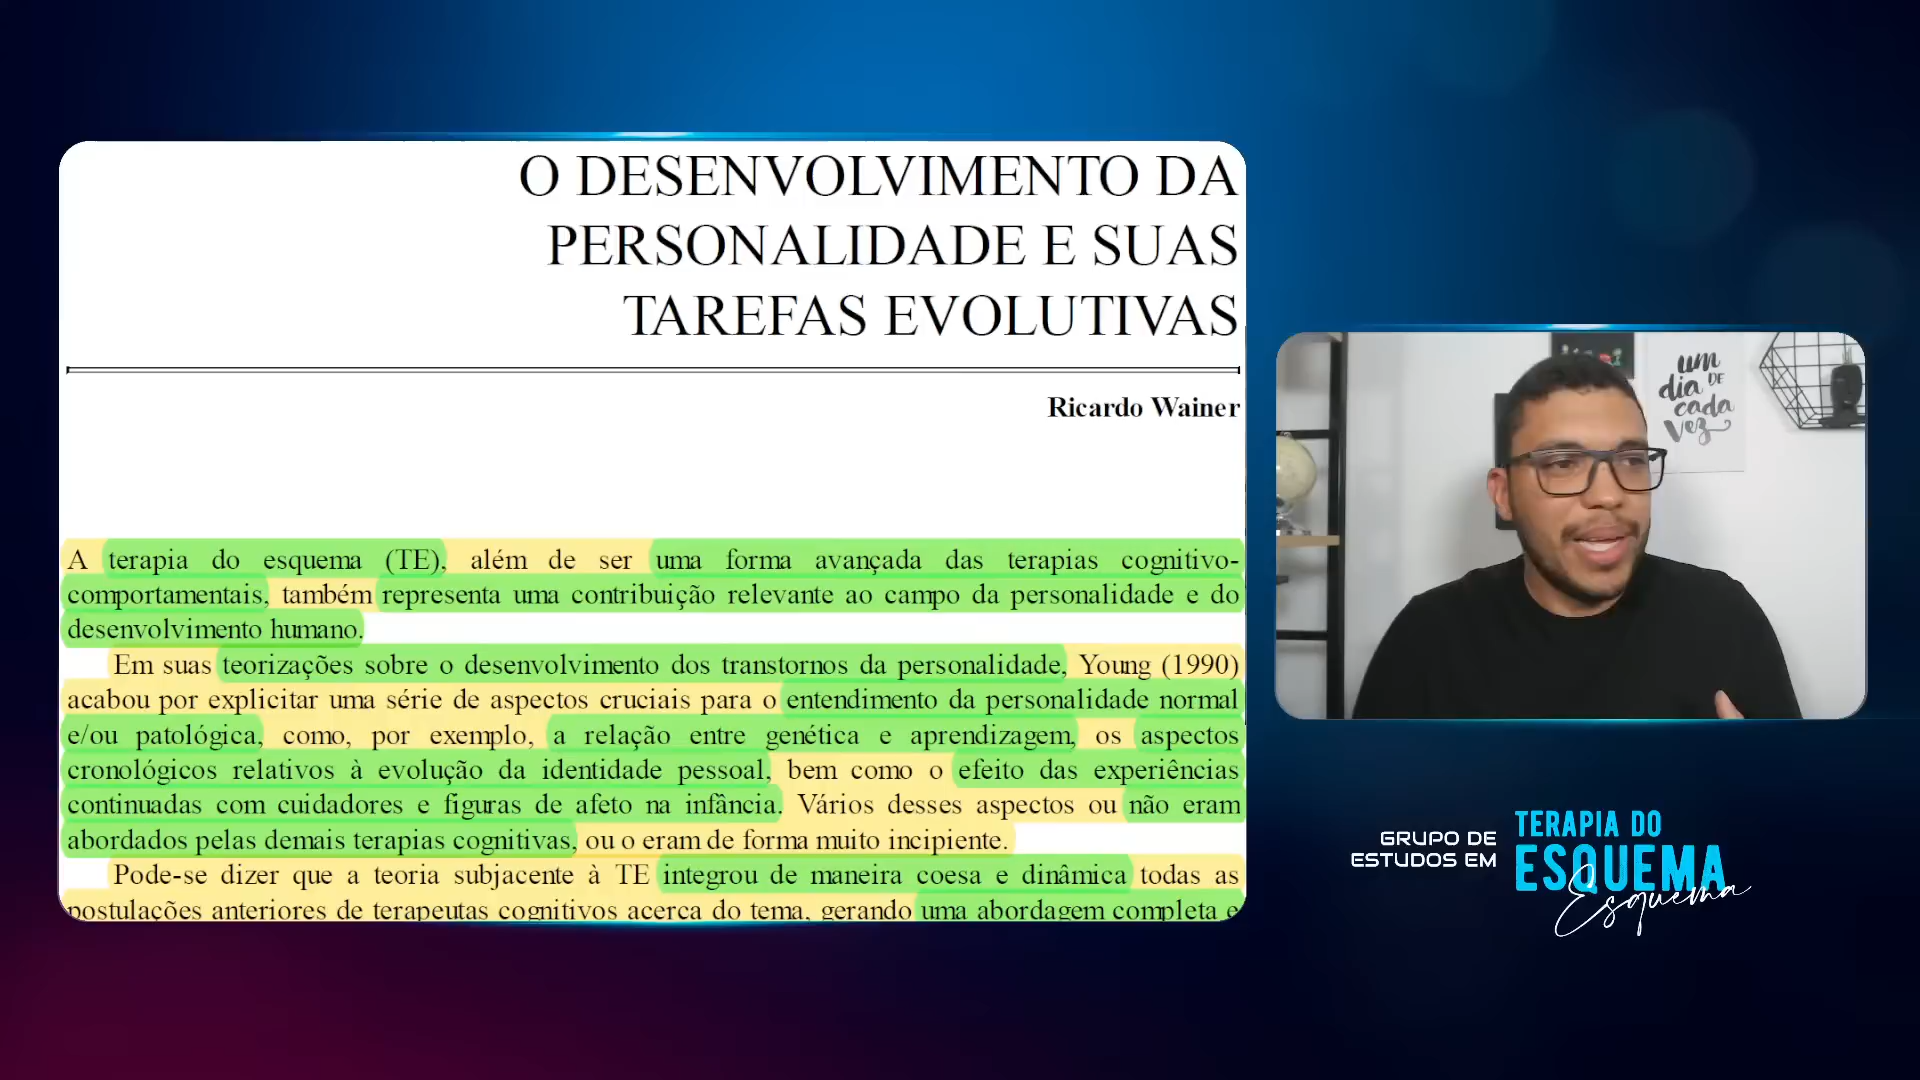 O DESENVOLVIMENTO DA
PERSONALIDADE E SUAS
TAREFAS EVOLUTIVAS
Ricardo Wainer
A terapia do esquema (TE), além de ser uma forma avançada das terapias cognitivo-
comportamentais, também representa uma contribuição relevante ao campo da personalidade e do
desenvolvimento humano.
Em suas teorizações sobre o desenvolvimento dos transtornos da personalidade, Young (1990)
acabou por explicitar uma série de aspectos cruciais para o entendimento da personalidade normal
e/ou patológica, como, por exemplo, a relação entre genética e aprendizagem, os aspectos
cronológicos relativos à evolução da identidade pessoal, bem como o efeito das experiências
continuadas com cuidadores e figuras de afeto na infância. Vários desses aspectos ou não eram
abordados pelas demais terapias cognitivas, ou o eram de forma muito incipiente.
Pode-se dizer que a teoria subjacente à TE integrou de maneira coesa e dinâmica todas as
postulações anteriores de terapeutas cognitivos acerca do tema, gerando uma abordagem completa e
um
dia DE
cada
vez
GRUPO DE
ESTUDOS EM
TERAPIA DO
ESQUEMA
Esquema